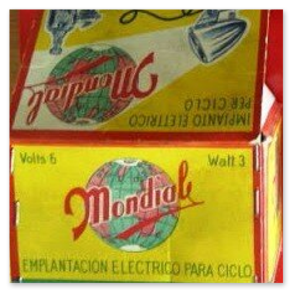 Mondial
IMPIANTO ELETTRICO
PER CICLO
Volts 6 Watt 3
Mondial
EMPLANTACION ELECTRICO PARA CICLO